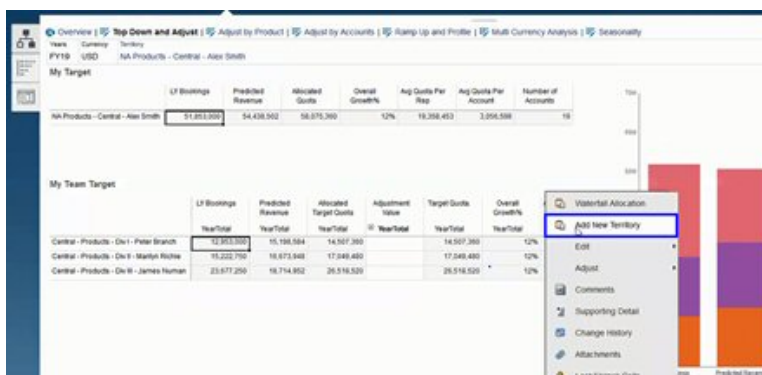 Overview | Top Down and Adjust | Adjust by Product | Adjust by Accounts | Ramp Up and Profile | Multi Currency Analysis | Seasonality
Years Currency Territory
FY19 USD NA Products - Central - Alex Smith
My Target
LY Bookings Predicted Revenue Allocated Quota Overall Growth% Avg Quota Per Rep Avg Quota Per Account Number of Accounts
NA Products - Central - Alex Smith 51,853,000 54,438,502 58,075,360 12% 19,358,453 3,056,598 19
My Team Target
LY Bookings Predicted Revenue Allocated Target Quota Adjustment Value Target Quota Overall Growth%
YearTotal YearTotal YearTotal YearTotal YearTotal YearTotal
Central - Products - Div I - Peter Branch 12,953,000 15,198,584 14,507,360 14,507,360 12%
Central - Products - Div II - Marilyn Richie 15,222,750 18,673,948 17,049,480 17,049,480 12%
Central - Products - Div III - James Numan 23,677,250 18,714,952 26,518,520 26,518,520 12%
Waterfall Allocation
Add New Territory
Edit
Adjust
Comments
Supporting Detail
Change History
Attachments